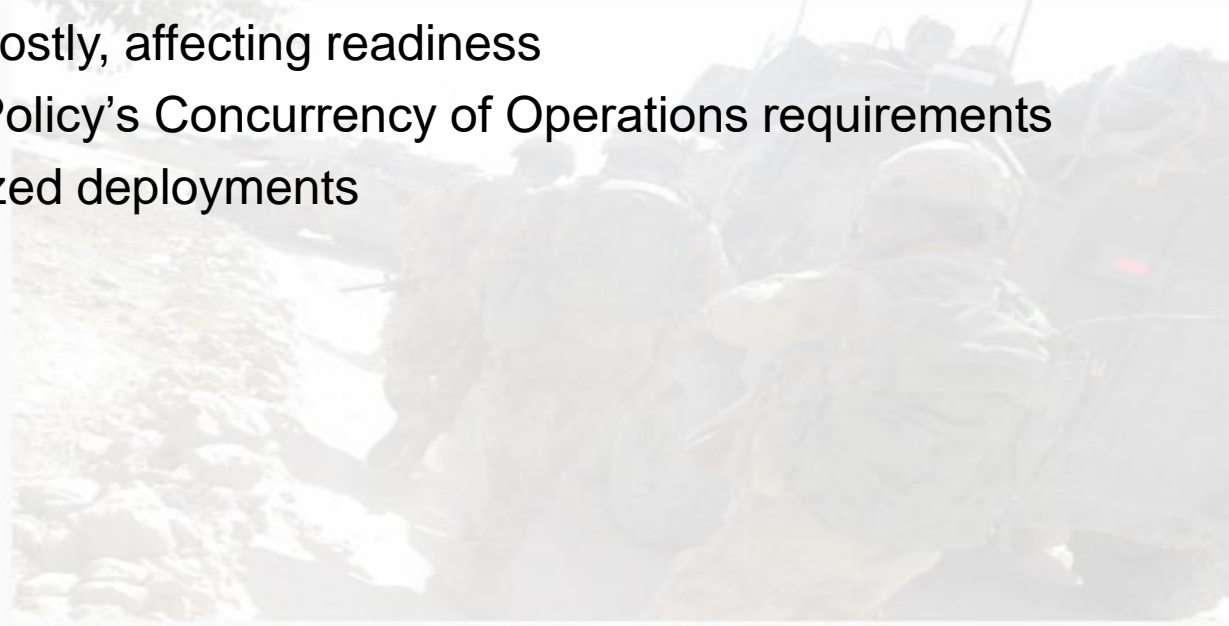 ostly, affecting readiness
Policy’s Concurrency of Operations requirements
zed deployments